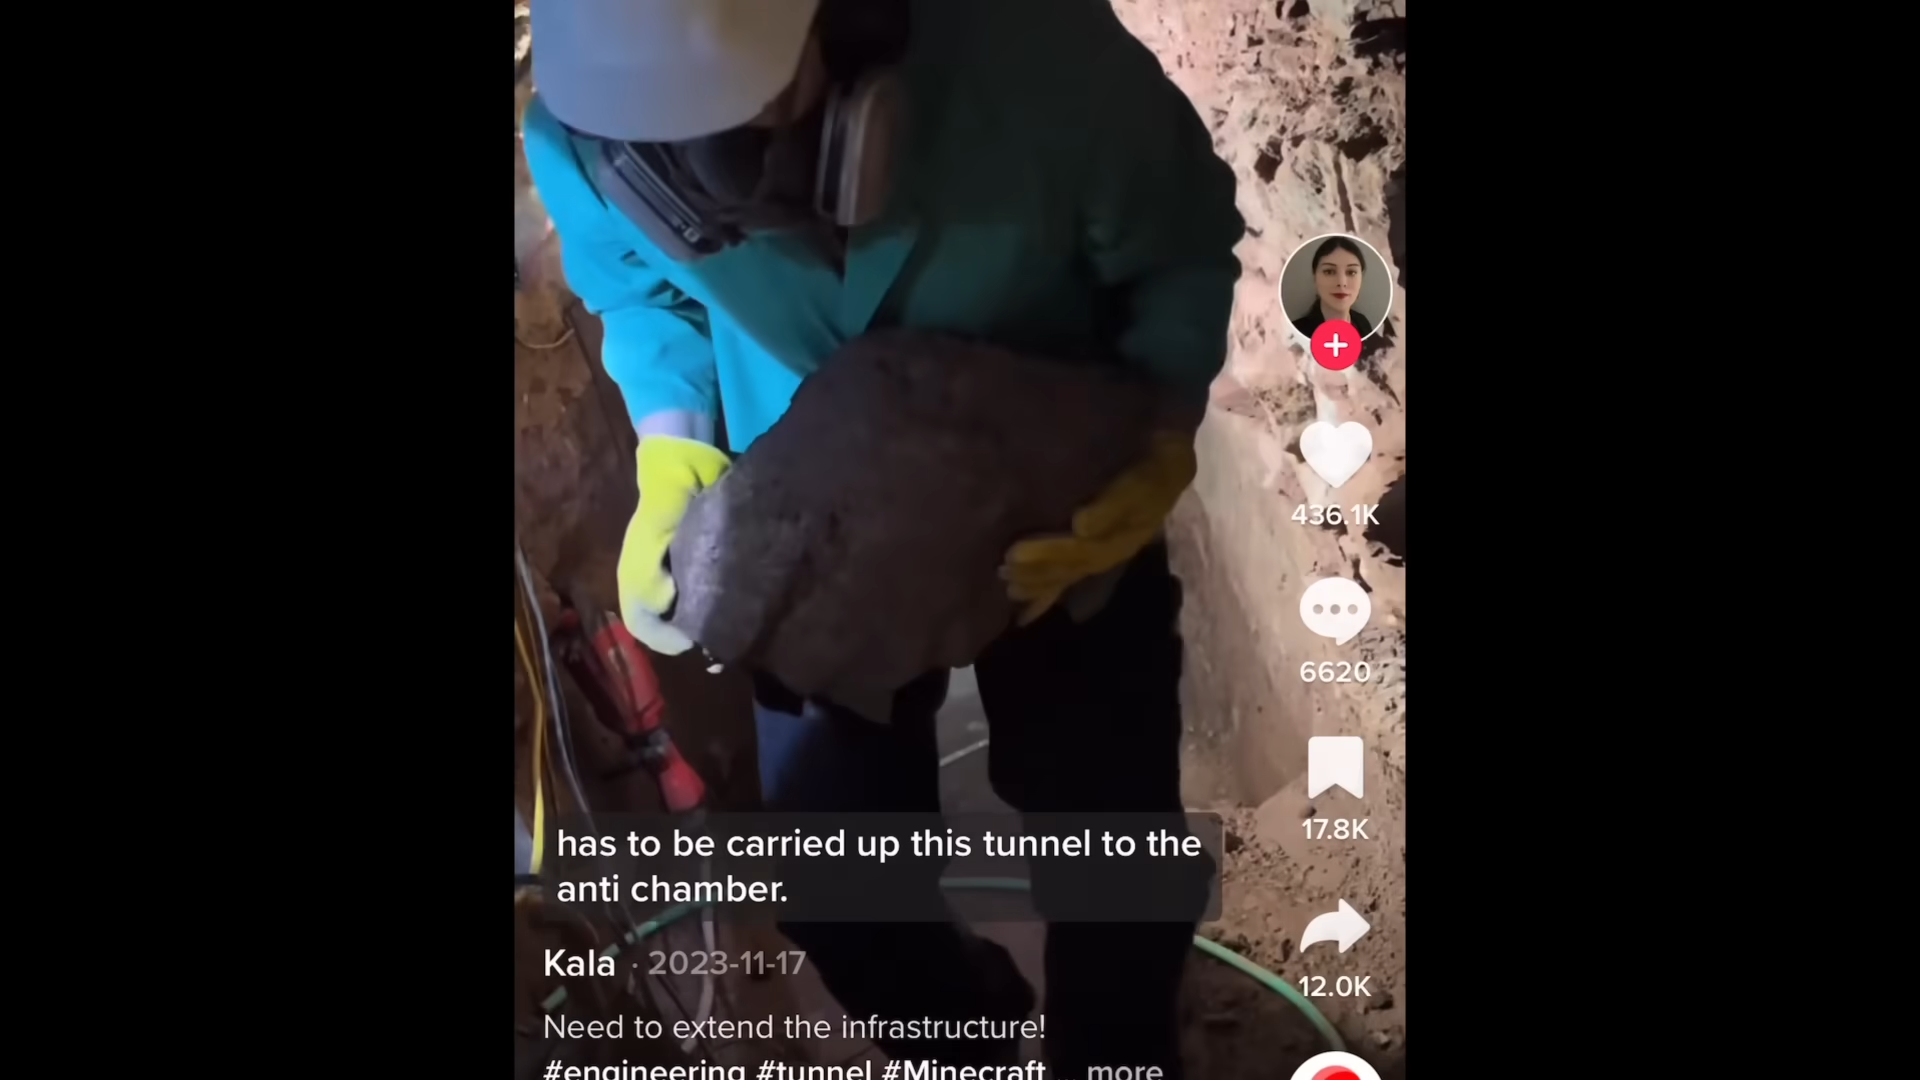 436.1K
6620
17.8K
has to be carried up this tunnel to the
anti chamber.
Kala · 2023-11-17
12.0K
Need to extend the infrastructure!
#engineering #tunnel #Minecraft ... more